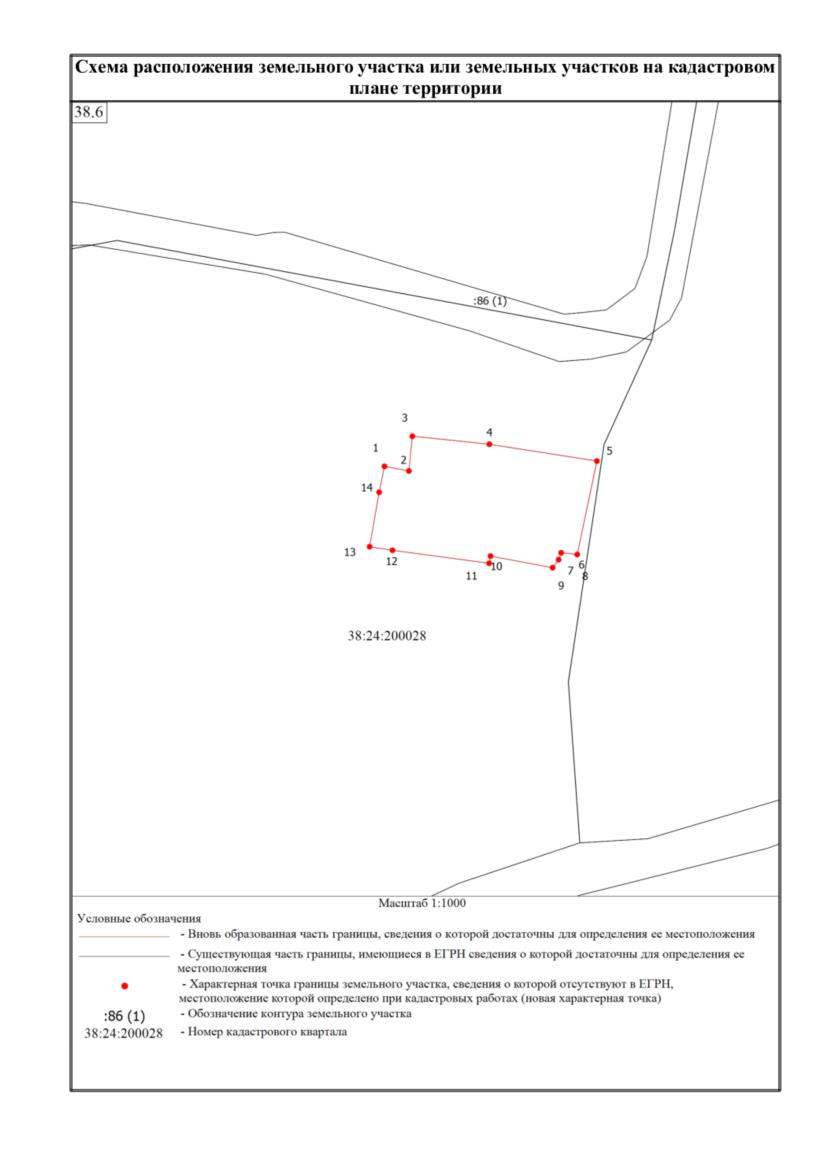 Схема расположения земельного участка или земельных участков на кадастровом
плане территории
38.6
:86 (1)
3
4
1
2
5
14
13
12
11
10
6
7
8
9
38:24:200028
Масштаб 1:1000
Условные обозначения
- Вновь образованная часть границы, сведения о которой достаточны для определения ее местоположения
- Существующая часть границы, имеющиеся в ЕГРН сведения о которой достаточны для определения ее
местоположения
- Характерная точка границы земельного участка, сведения о которой отсутствуют в ЕГРН,
местоположение которой определено при кадастровых работах (новая характерная точка)
:86 (1) - Обозначение контура земельного участка
38:24:200028 - Номер кадастрового квартала